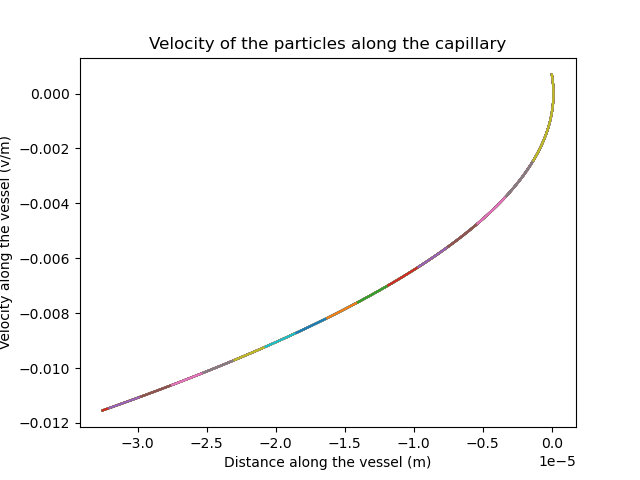 Velocity of the particles along the capillary
Velocity along the vessel (v/m)
0.000
−0.002
−0.004
−0.006
−0.008
−0.010
−0.012
−3.0 −2.5 −2.0 −1.5 −1.0 −0.5 0.0
1e−5
Distance along the vessel (m)